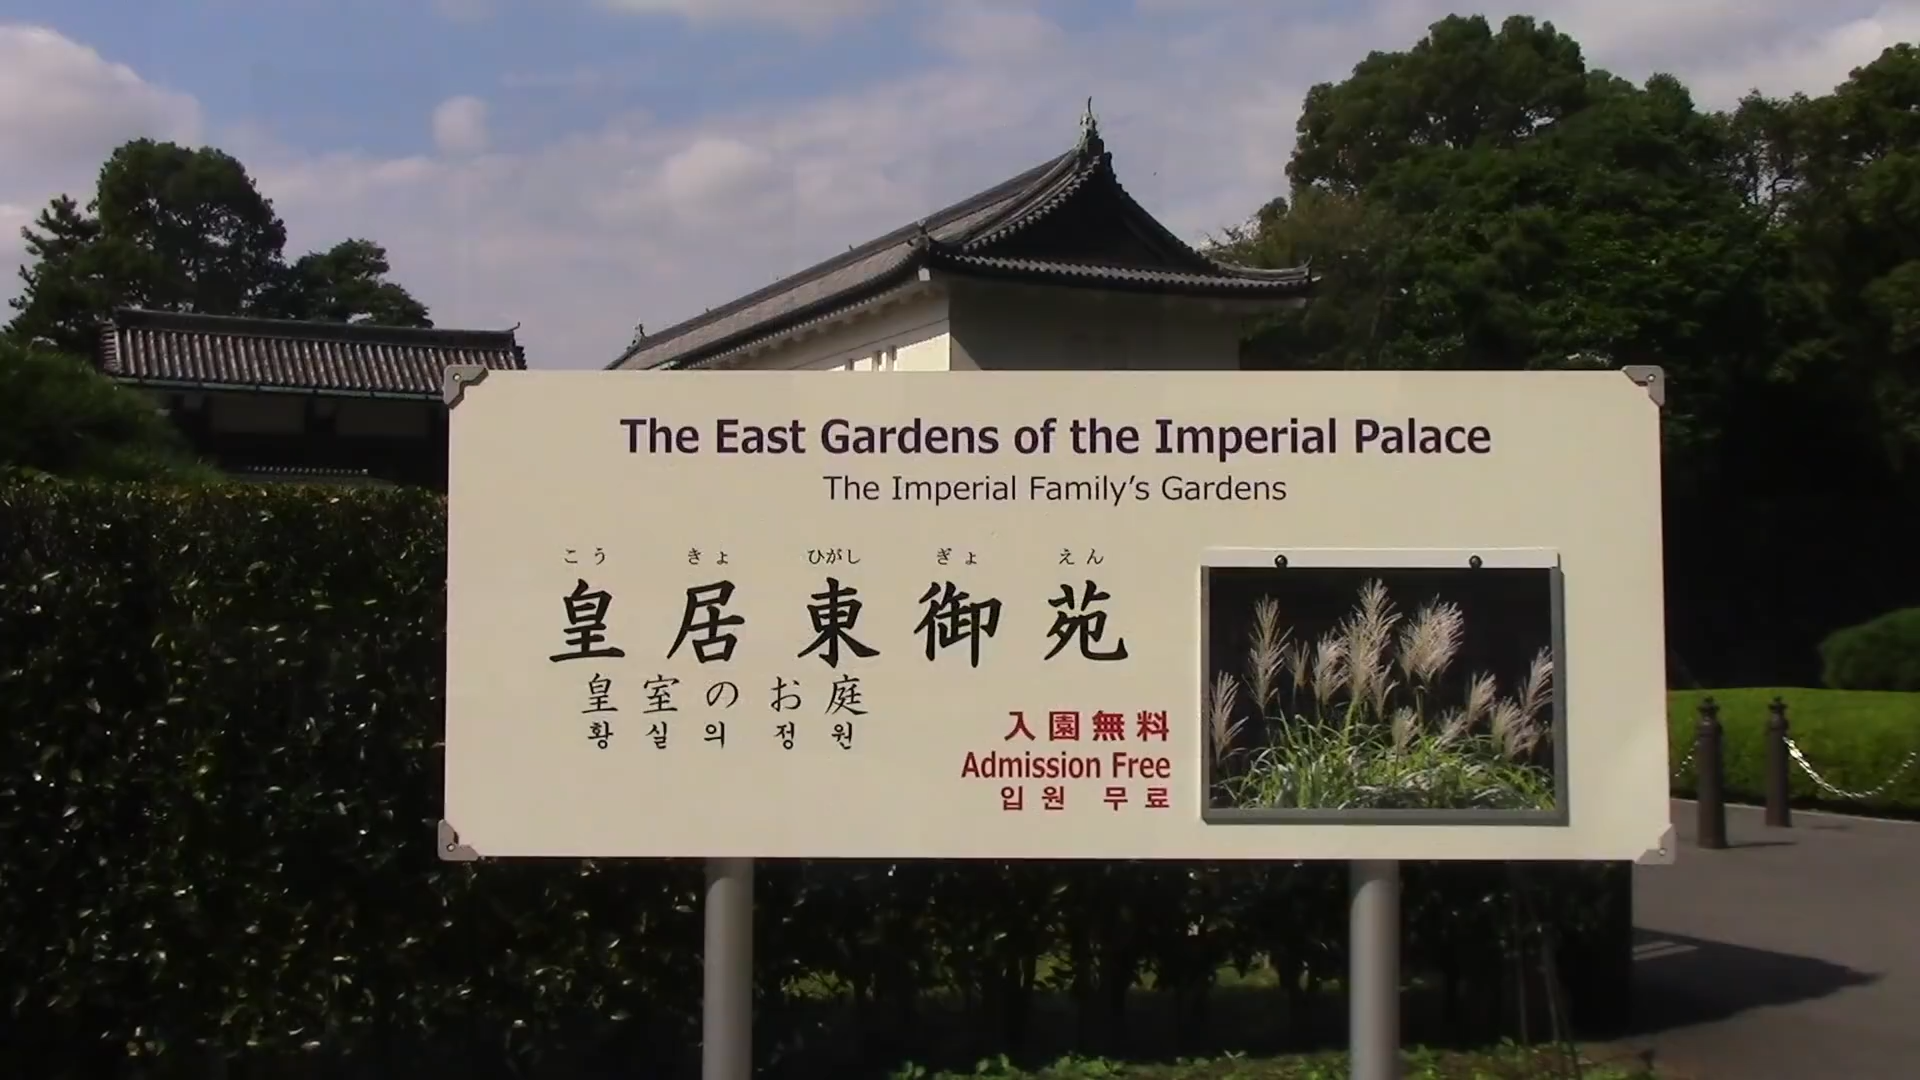 The East Gardens of the Imperial Palace
The Imperial Family's Gardens
こう きょ ひがし ぎょ えん
皇居東御苑
皇室のお庭
황실의 정원
入園無料
Admission Free
입원 무료